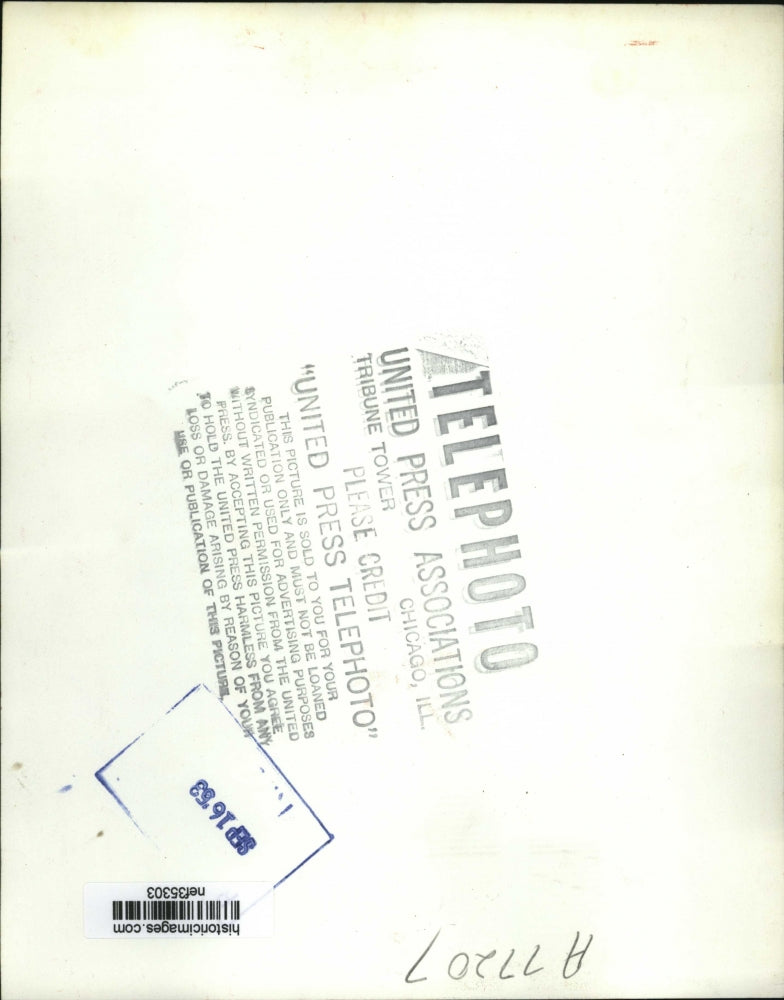 TELEPHOTO
UNITED PRESS ASSOCIATIONS
TRIBUNE TOWER CHICAGO, ILL.
PLEASE CREDIT
"UNITED PRESS TELEPHOTO"
THIS PICTURE IS SOLD TO YOU FOR YOUR
PUBLICATION ONLY AND MUST NOT BE LOANED
SYNDICATED OR USED FOR ADVERTISING PURPOSES
WITHOUT WRITTEN PERMISSION FROM THE UNITED
PRESS. BY ACCEPTING THIS PICTURE YOU AGREE
TO HOLD THE UNITED PRESS HARMLESS FROM ANY
LOSS OR DAMAGE ARISING BY REASON OF YOUR
USE OR PUBLICATION OF THIS PICTURE.
SEP 16 '53
historicimages.com
nef35303
A77207